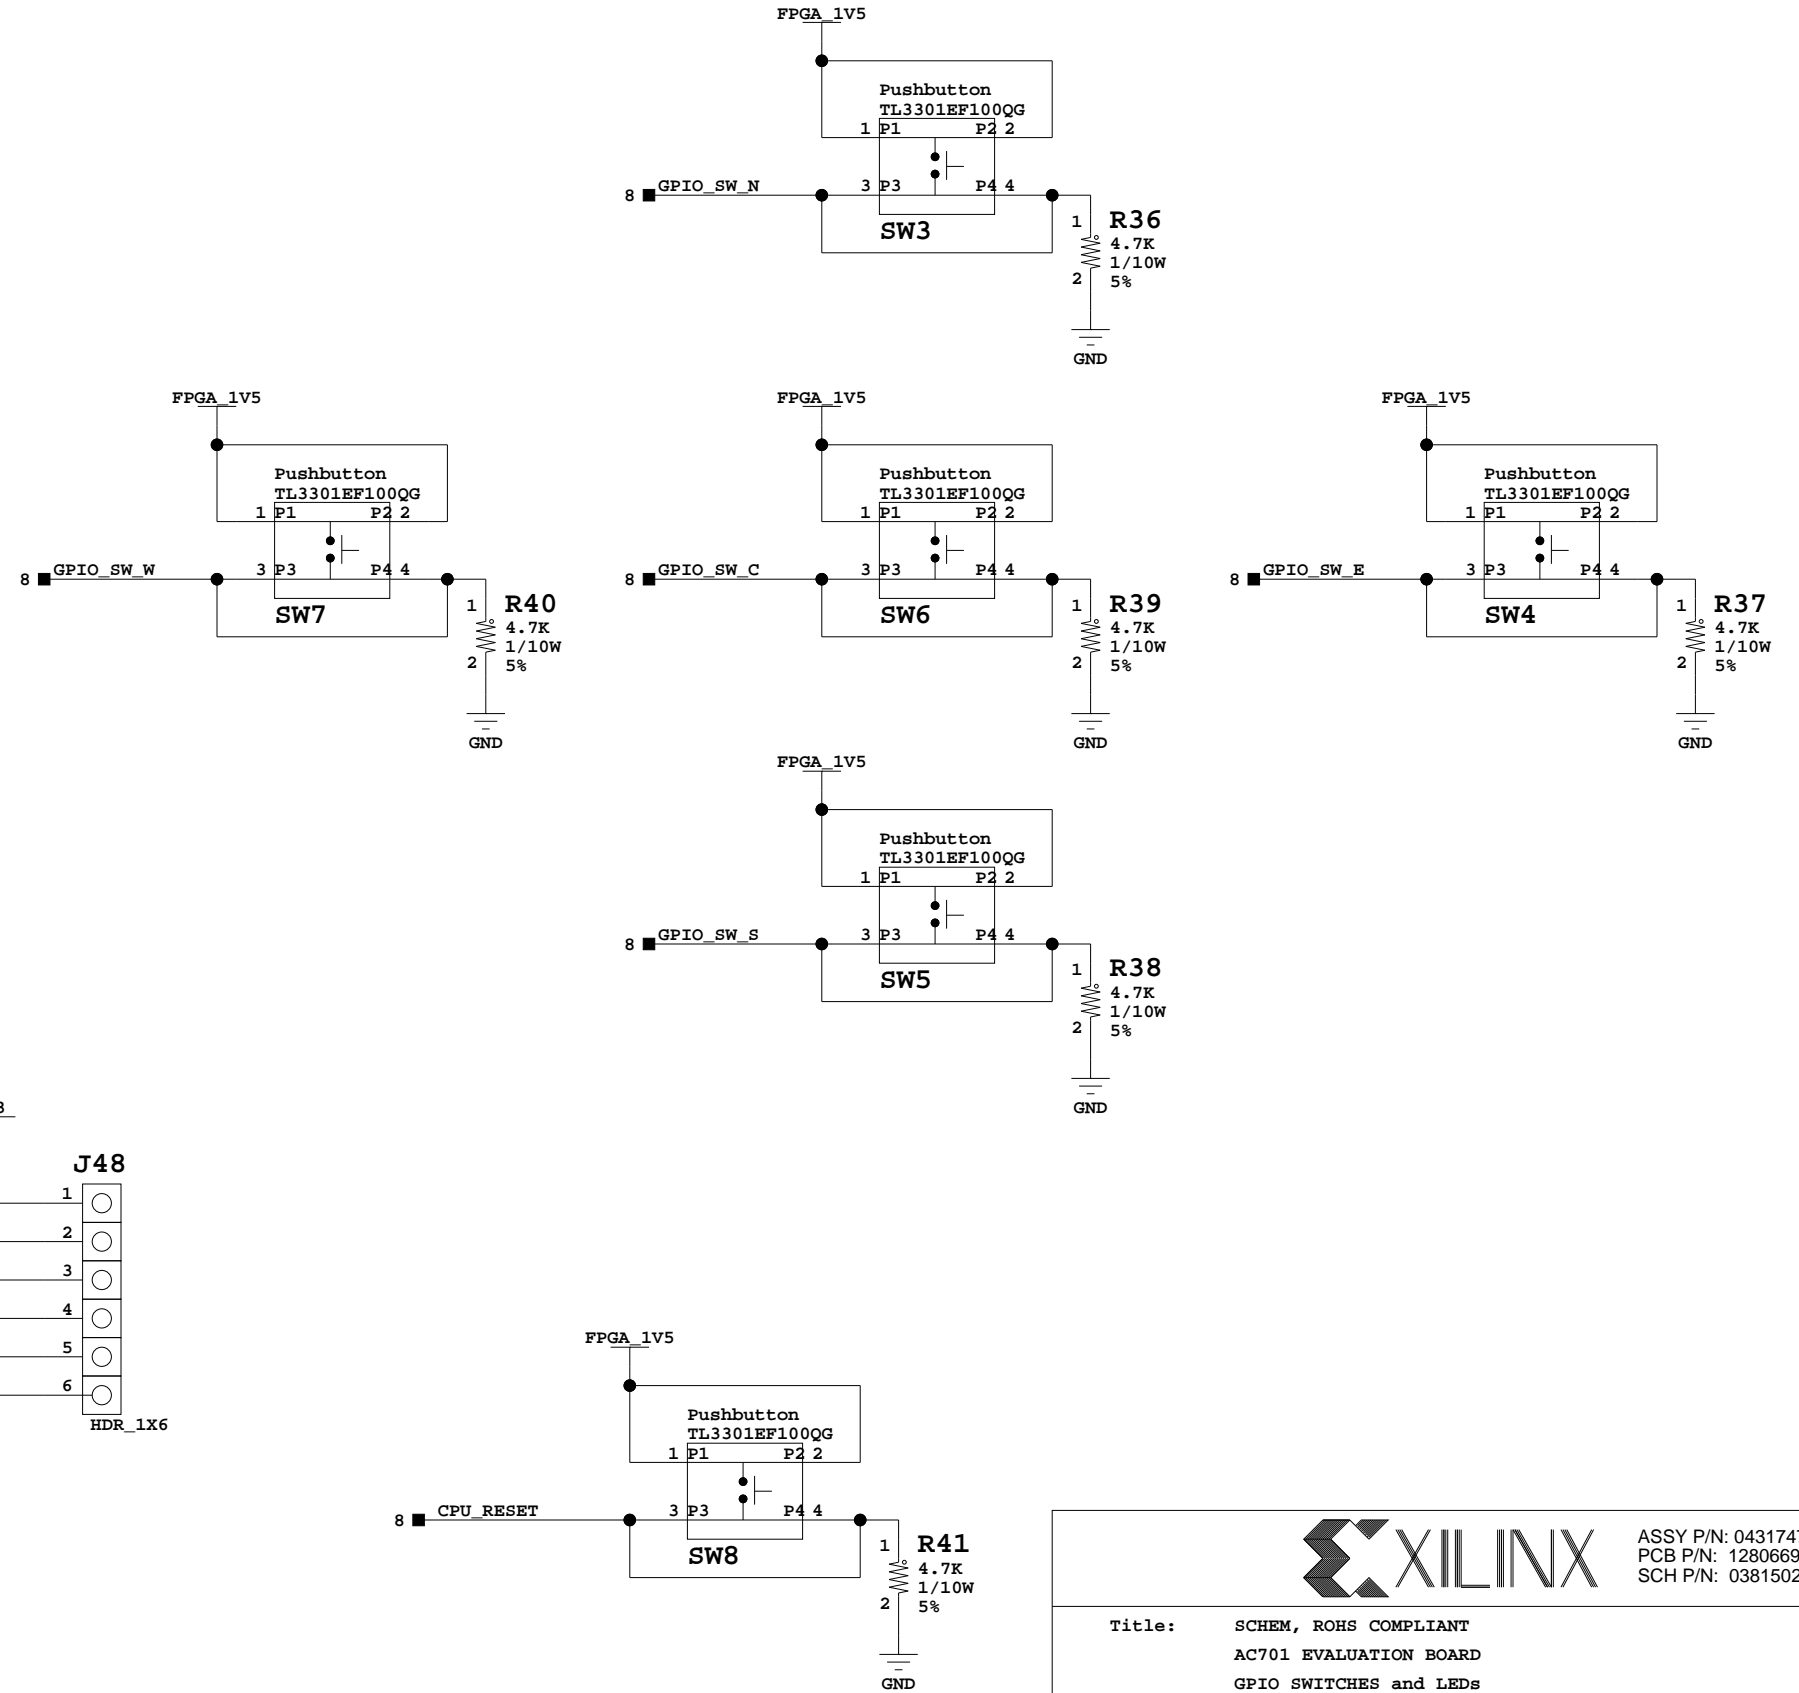 FPGA_1V5
Pushbutton
TL3301EF100QG
1 P1 P2 2
8 GPIO_SW_N 3 P3 P4 4
SW3
1 R36
4.7K
1/10W
2 5%
GND
FPGA_1V5
Pushbutton
TL3301EF100QG
1 P1 P2 2
8 GPIO_SW_W 3 P3 P4 4
SW7
1 R40
4.7K
1/10W
2 5%
GND
FPGA_1V5
Pushbutton
TL3301EF100QG
1 P1 P2 2
8 GPIO_SW_C 3 P3 P4 4
SW6
1 R39
4.7K
1/10W
2 5%
GND
FPGA_1V5
Pushbutton
TL3301EF100QG
1 P1 P2 2
8 GPIO_SW_E 3 P3 P4 4
SW4
1 R37
4.7K
1/10W
2 5%
GND
FPGA_1V5
Pushbutton
TL3301EF100QG
1 P1 P2 2
8 GPIO_SW_S 3 P3 P4 4
SW5
1 R38
4.7K
1/10W
2 5%
GND
J48
1
2
3
4
5
6
HDR_1X6
FPGA_1V5
Pushbutton
TL3301EF100QG
1 P1 P2 2
8 CPU_RESET 3 P3 P4 4
SW8
1 R41
4.7K
1/10W
2 5%
GND
XILINX
ASSY P/N: 043174
PCB P/N: 1280669
SCH P/N: 0381502
Title: SCHEM, ROHS COMPLIANT
AC701 EVALUATION BOARD
GPIO SWITCHES and LEDs